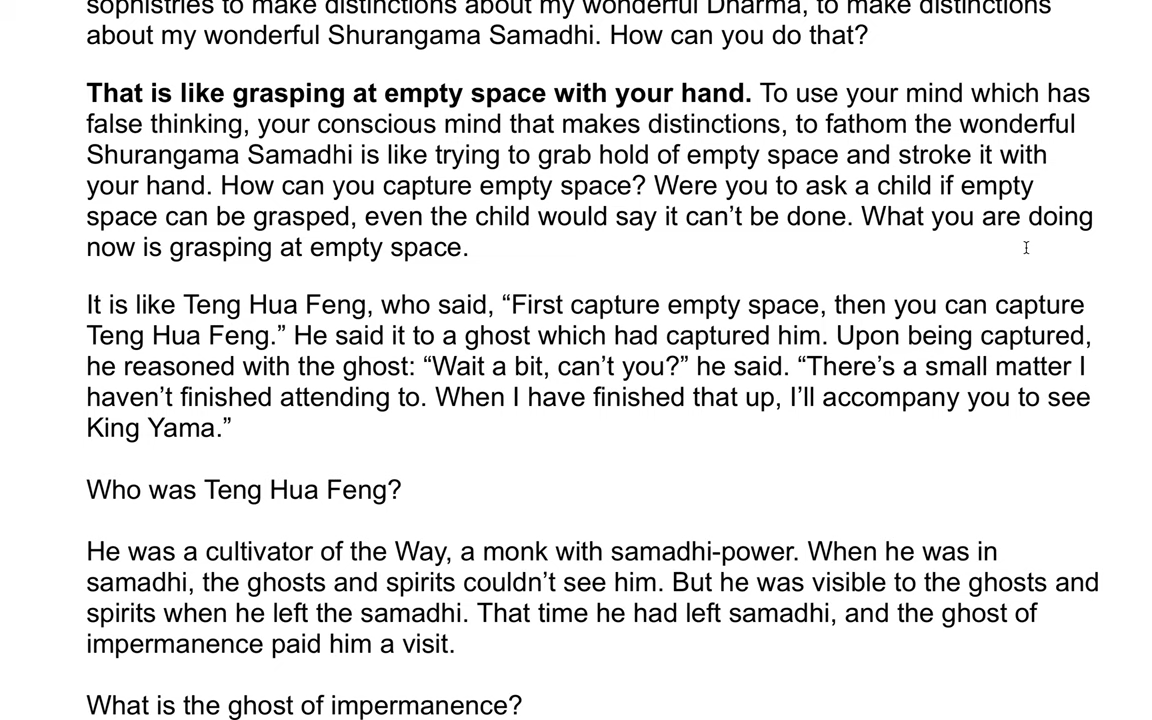 sophistries to make distinctions about my wonderful Dharma, to make distinctions
about my wonderful Shurangama Samadhi. How can you do that?
That is like grasping at empty space with your hand. To use your mind which has
false thinking, your conscious mind that makes distinctions, to fathom the wonderful
Shurangama Samadhi is like trying to grab hold of empty space and stroke it with
your hand. How can you capture empty space? Were you to ask a child if empty
space can be grasped, even the child would say it can’t be done. What you are doing
now is grasping at empty space.
It is like Teng Hua Feng, who said, “First capture empty space, then you can capture
Teng Hua Feng.” He said it to a ghost which had captured him. Upon being captured,
he reasoned with the ghost: “Wait a bit, can’t you?” he said. “There’s a small matter I
haven’t finished attending to. When I have finished that up, I’ll accompany you to see
King Yama.”
Who was Teng Hua Feng?
He was a cultivator of the Way, a monk with samadhi-power. When he was in
samadhi, the ghosts and spirits couldn’t see him. But he was visible to the ghosts and
spirits when he left the samadhi. That time he had left samadhi, and the ghost of
impermanence paid him a visit.
What is the ghost of impermanence?